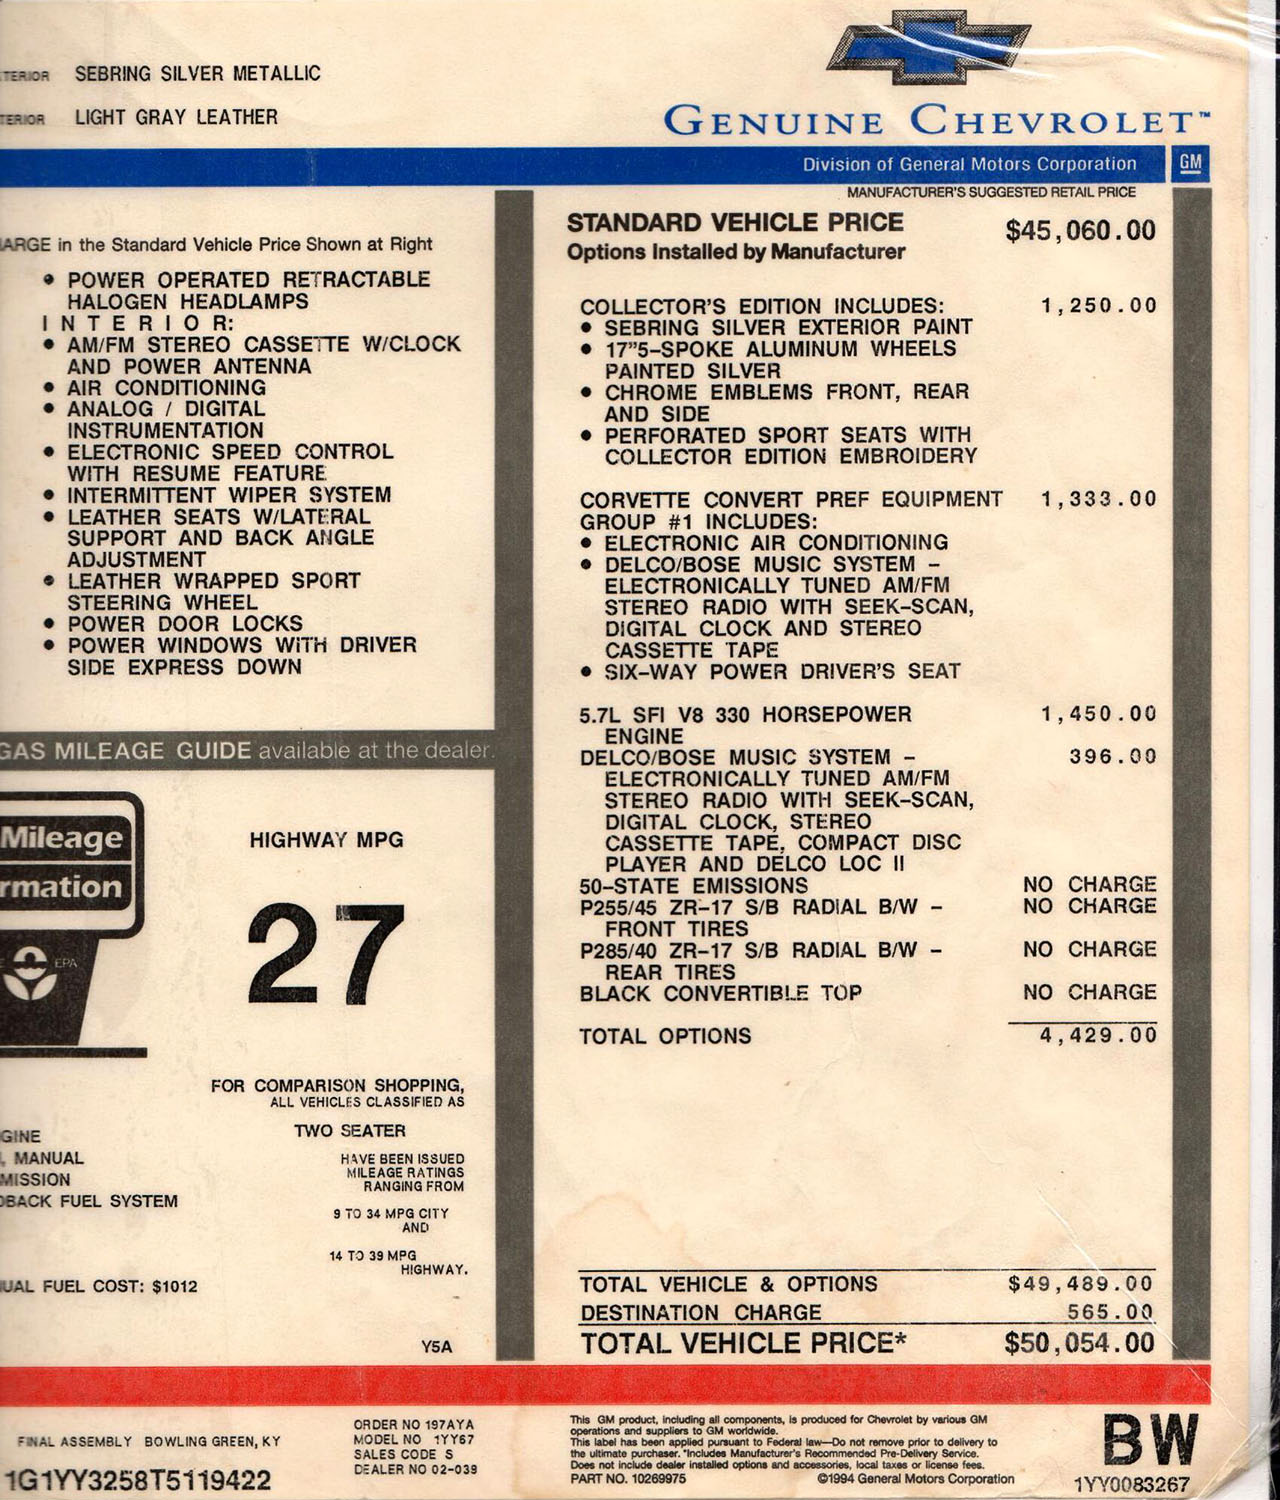 TERIOR SEBRING SILVER METALLIC
TERIOR LIGHT GRAY LEATHER
GENUINE CHEVROLET™
Division of General Motors Corporation GM
MANUFACTURER'S SUGGESTED RETAIL PRICE
ARGE in the Standard Vehicle Price Shown at Right
• POWER OPERATED RETRACTABLE
HALOGEN HEADLAMPS
I N T E R I O R:
• AM/FM STEREO CASSETTE W/CLOCK
AND POWER ANTENNA
• AIR CONDITIONING
• ANALOG / DIGITAL
INSTRUMENTATION
• ELECTRONIC SPEED CONTROL
WITH RESUME FEATURE
• INTERMITTENT WIPER SYSTEM
• LEATHER SEATS W/LATERAL
SUPPORT AND BACK ANGLE
ADJUSTMENT
• LEATHER WRAPPED SPORT
STEERING WHEEL
• POWER DOOR LOCKS
• POWER WINDOWS WITH DRIVER
SIDE EXPRESS DOWN
GAS MILEAGE GUIDE available at the dealer.
Mileage
rmation
EPA
HIGHWAY MPG
27
FOR COMPARISON SHOPPING,
ALL VEHICLES CLASSIFIED AS
TWO SEATER
HAVE BEEN ISSUED
MILEAGE RATINGS
RANGING FROM
9 TO 34 MPG CITY
AND
14 TO 39 MPG
HIGHWAY.
GINE
, MANUAL
MISSION
DBACK FUEL SYSTEM
UAL FUEL COST: $1012
Y5A
STANDARD VEHICLE PRICE $45,060.00
Options Installed by Manufacturer
COLLECTOR'S EDITION INCLUDES: 1,250.00
• SEBRING SILVER EXTERIOR PAINT
• 17"5-SPOKE ALUMINUM WHEELS
PAINTED SILVER
• CHROME EMBLEMS FRONT, REAR
AND SIDE
• PERFORATED SPORT SEATS WITH
COLLECTOR EDITION EMBROIDERY
CORVETTE CONVERT PREF EQUIPMENT 1,333.00
GROUP #1 INCLUDES:
• ELECTRONIC AIR CONDITIONING
• DELCO/BOSE MUSIC SYSTEM -
ELECTRONICALLY TUNED AM/FM
STEREO RADIO WITH SEEK-SCAN,
DIGITAL CLOCK AND STEREO
CASSETTE TAPE
• SIX-WAY POWER DRIVER'S SEAT
5.7L SFI V8 330 HORSEPOWER 1,450.00
ENGINE
DELCO/BOSE MUSIC SYSTEM - 396.00
ELECTRONICALLY TUNED AM/FM
STEREO RADIO WITH SEEK-SCAN,
DIGITAL CLOCK, STEREO
CASSETTE TAPE, COMPACT DISC
PLAYER AND DELCO LOC II
50-STATE EMISSIONS NO CHARGE
P255/45 ZR-17 S/B RADIAL B/W - NO CHARGE
FRONT TIRES
P285/40 ZR-17 S/B RADIAL B/W - NO CHARGE
REAR TIRES
BLACK CONVERTIBLE TOP NO CHARGE
TOTAL OPTIONS 4,429.00
TOTAL VEHICLE & OPTIONS $49,489.00
DESTINATION CHARGE 565.00
TOTAL VEHICLE PRICE* $50,054.00
FINAL ASSEMBLY BOWLING GREEN, KY
1G1YY3258T5119422
ORDER NO 197AYA
MODEL NO 1YY67
SALES CODE S
DEALER NO 02-039
This GM product, including all components, is produced for Chevrolet by various GM
operations and suppliers to GM worldwide.
This label has been applied pursuant to Federal law—Do not remove prior to delivery to
the ultimate purchaser. *Includes Manufacturer's Recommended Pre-Delivery Service.
Does not include dealer installed options and accessories, local taxes or license fees.
PART NO. 10269975 ©1994 General Motors Corporation
BW
1YY0083267